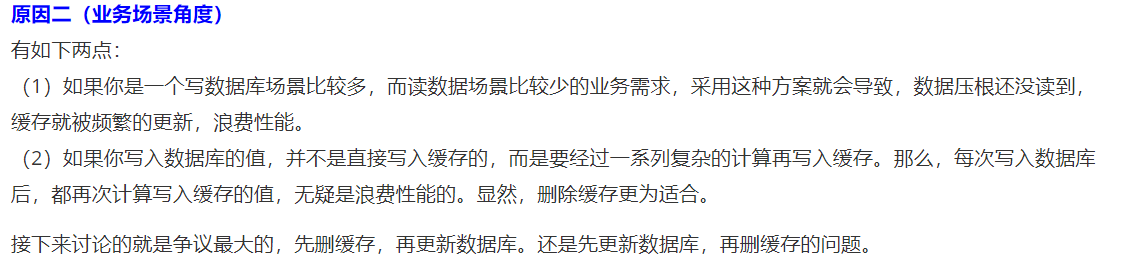 原因二（业务场景角度）
有如下两点：
（1）如果你是一个写数据库场景比较多，而读数据场景比较少的业务需求，采用这种方案就会导致，数据压根还没读到，
缓存就被频繁的更新，浪费性能。
（2）如果你写入数据库的值，并不是直接写入缓存的，而是要经过一系列复杂的计算再写入缓存。那么，每次写入数据库
后，都再次计算写入缓存的值，无疑是浪费性能的。显然，删除缓存更为适合。
接下来讨论的就是争议最大的，先删缓存，再更新数据库。还是先更新数据库，再删缓存的问题。